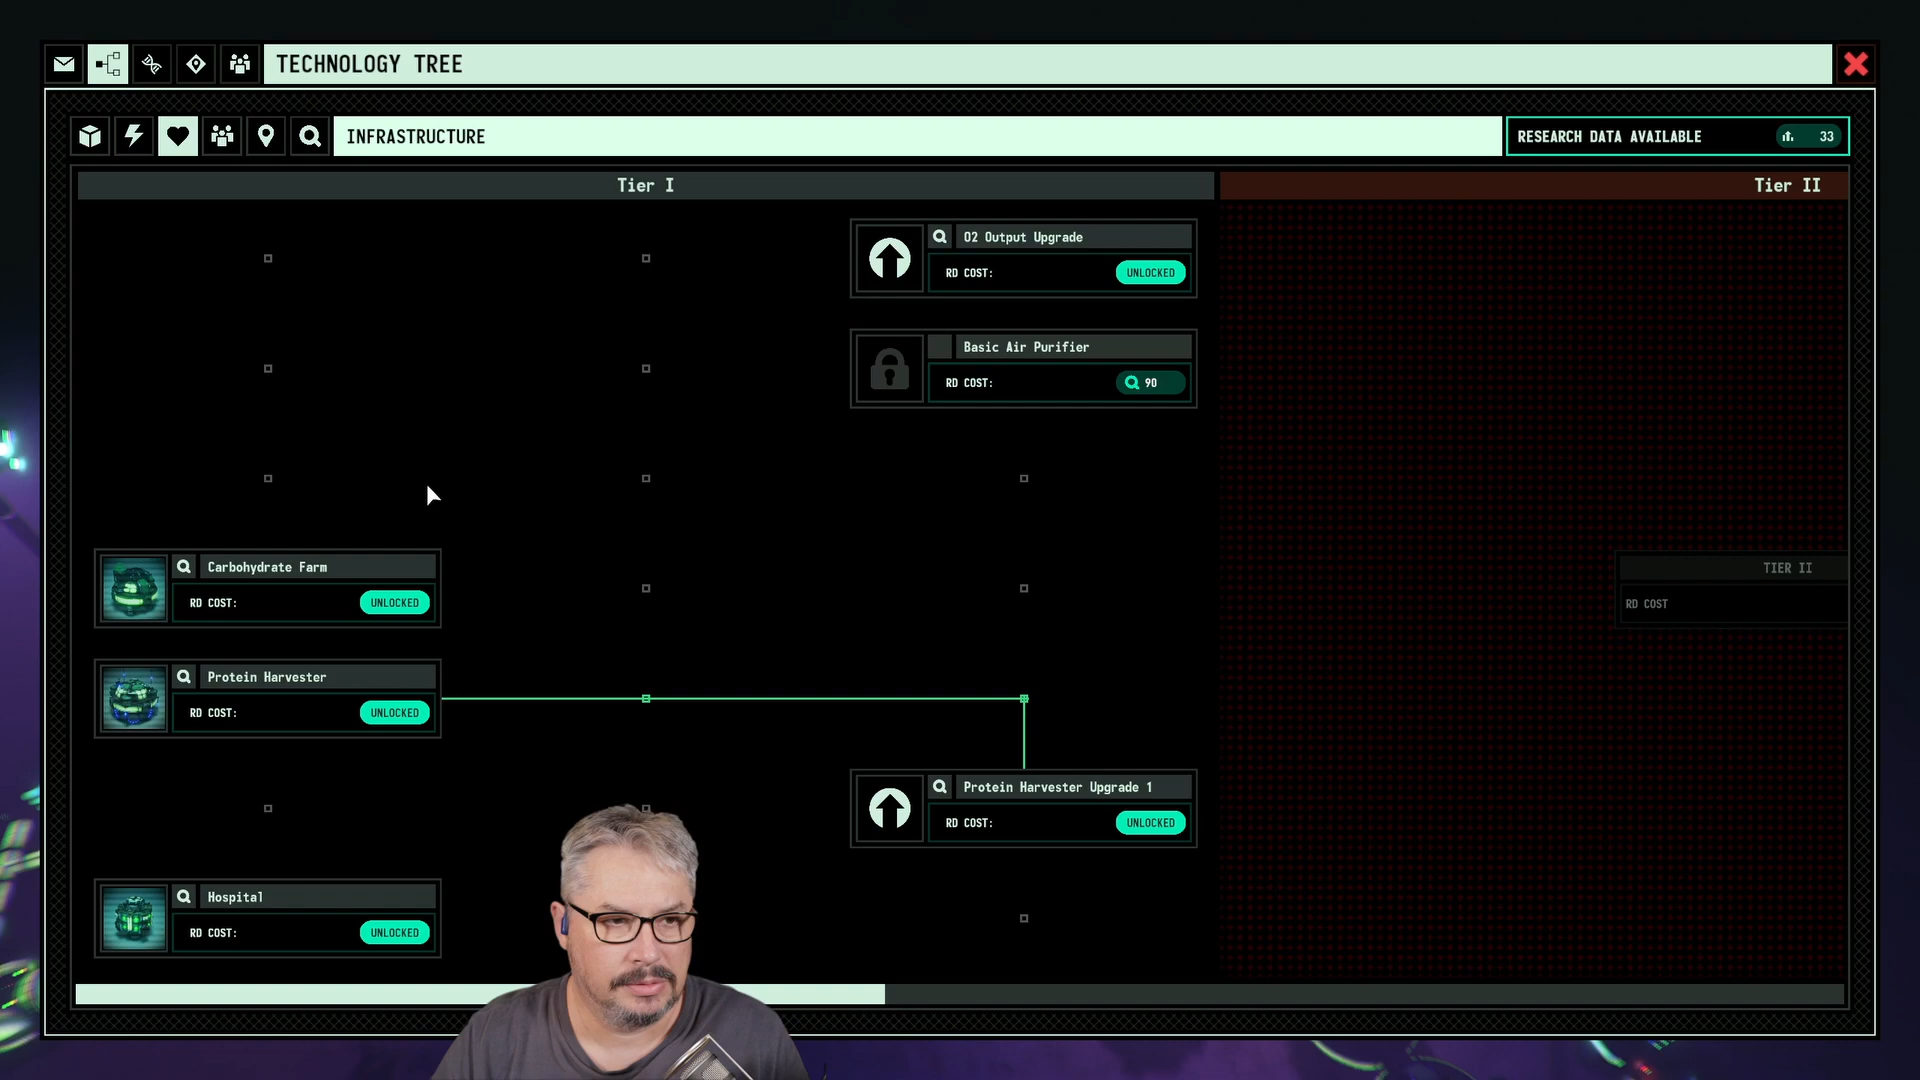 TECHNOLOGY TREE
INFRASTRUCTURE
RESEARCH DATA AVAILABLE 33
Tier I
Tier II
O2 Output Upgrade
RD COST: UNLOCKED
Basic Air Purifier
RD COST: 90
Carbohydrate Farm
RD COST: UNLOCKED
TIER II
RD COST
Protein Harvester
RD COST: UNLOCKED
Protein Harvester Upgrade 1
RD COST: UNLOCKED
Hospital
RD COST: UNLOCKED